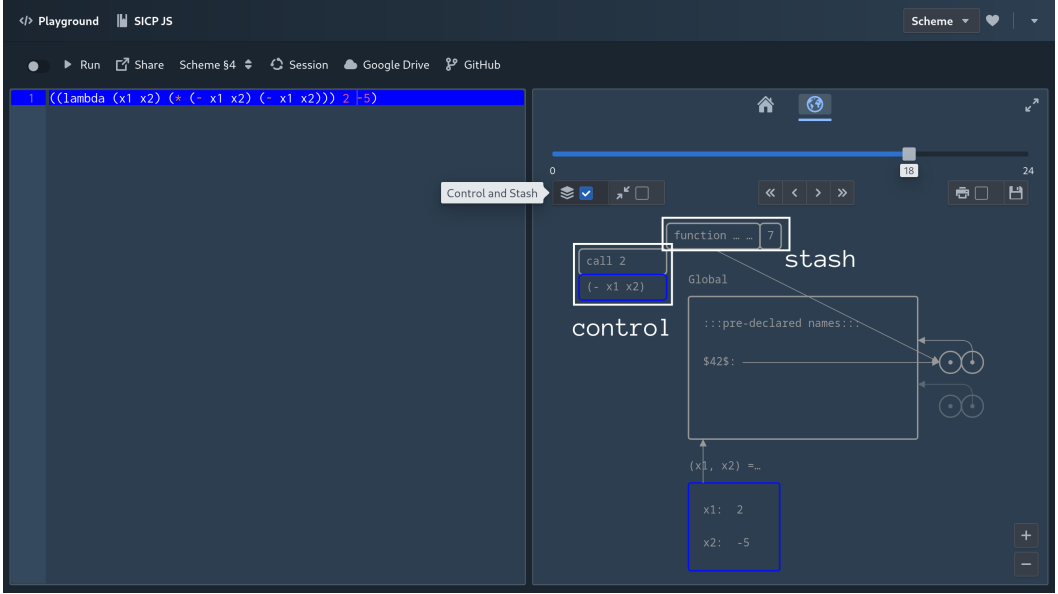 </> Playground SICP JS Scheme
Run Share Scheme §4 Session Google Drive GitHub
1 ((lambda (x1 x2) (* (- x1 x2) (- x1 x2))) 2 -5)
0 18 24
Control and Stash
function … … 7
stash
call 2
(- x1 x2)
control
Global
:::pre-declared names:::
$42$:
(x1, x2) =…
x1: 2
x2: -5